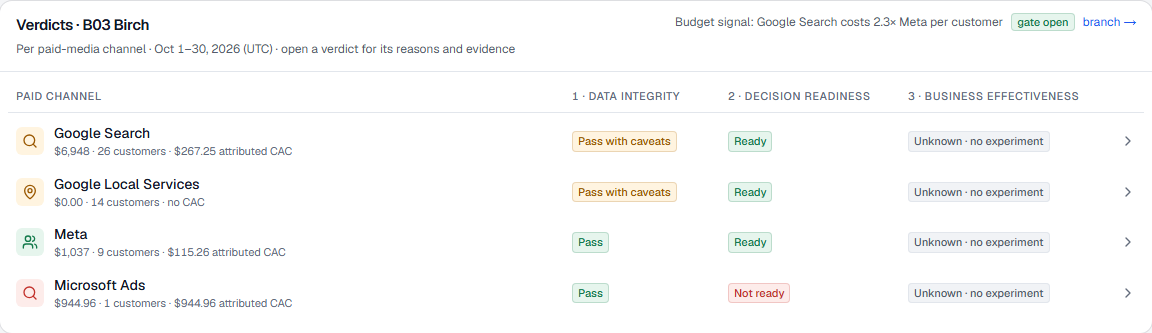 Verdicts · B03 Birch
Budget signal: Google Search costs 2.3× Meta per customer gate open branch →
Per paid-media channel · Oct 1–30, 2026 (UTC) · open a verdict for its reasons and evidence
PAID CHANNEL 1 · DATA INTEGRITY 2 · DECISION READINESS 3 · BUSINESS EFFECTIVENESS
Google Search
$6,948 · 26 customers · $267.25 attributed CAC
Pass with caveats Ready Unknown · no experiment
Google Local Services
$0.00 · 14 customers · no CAC
Pass with caveats Ready Unknown · no experiment
Meta
$1,037 · 9 customers · $115.26 attributed CAC
Pass Ready Unknown · no experiment
Microsoft Ads
$944.96 · 1 customers · $944.96 attributed CAC
Pass Not ready Unknown · no experiment